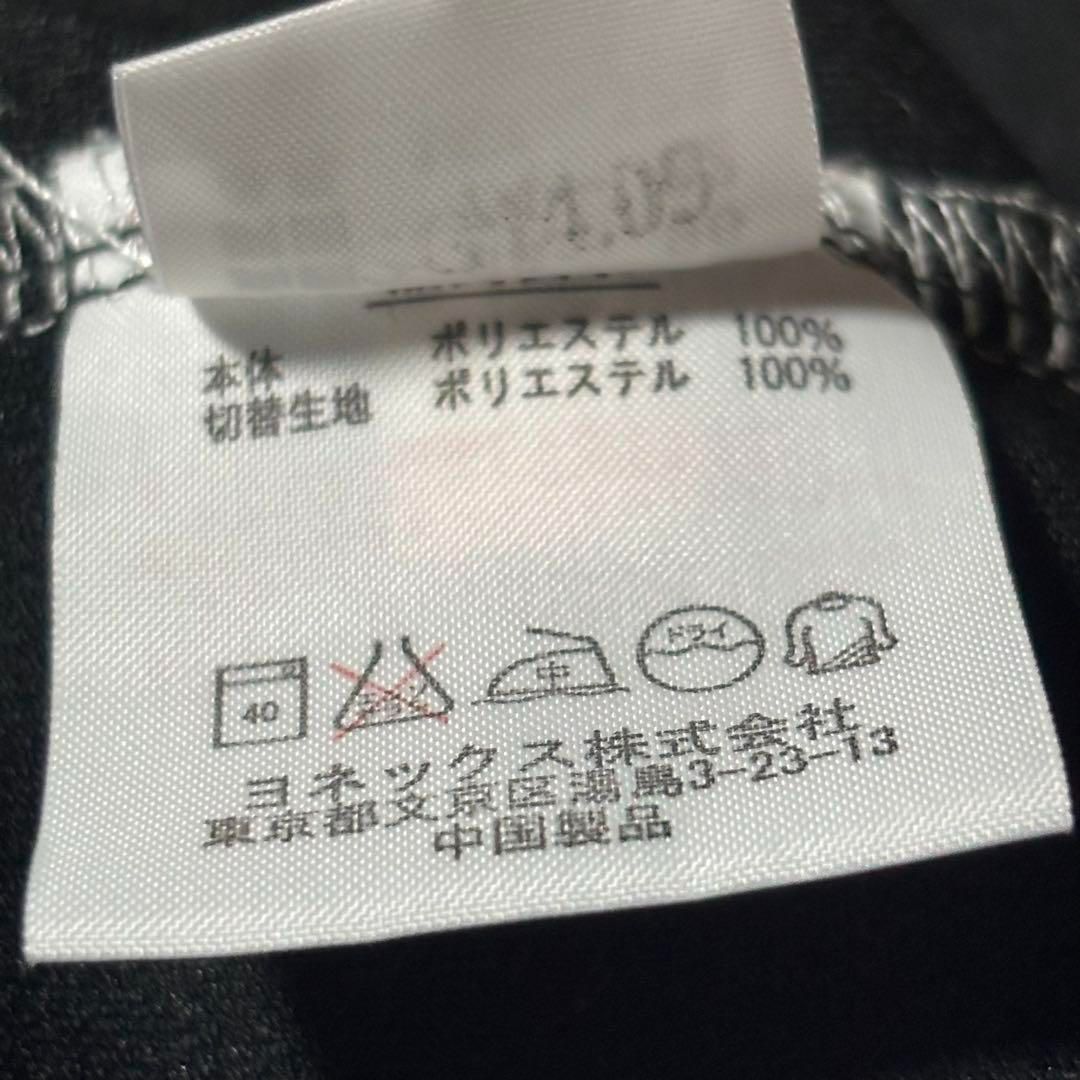 本体 ポリエステル 100%
切替生地 ポリエステル 100%
40
中
ドライ
ヨネックス株式会社
東京都文京区湯島3-23-13
中国製品